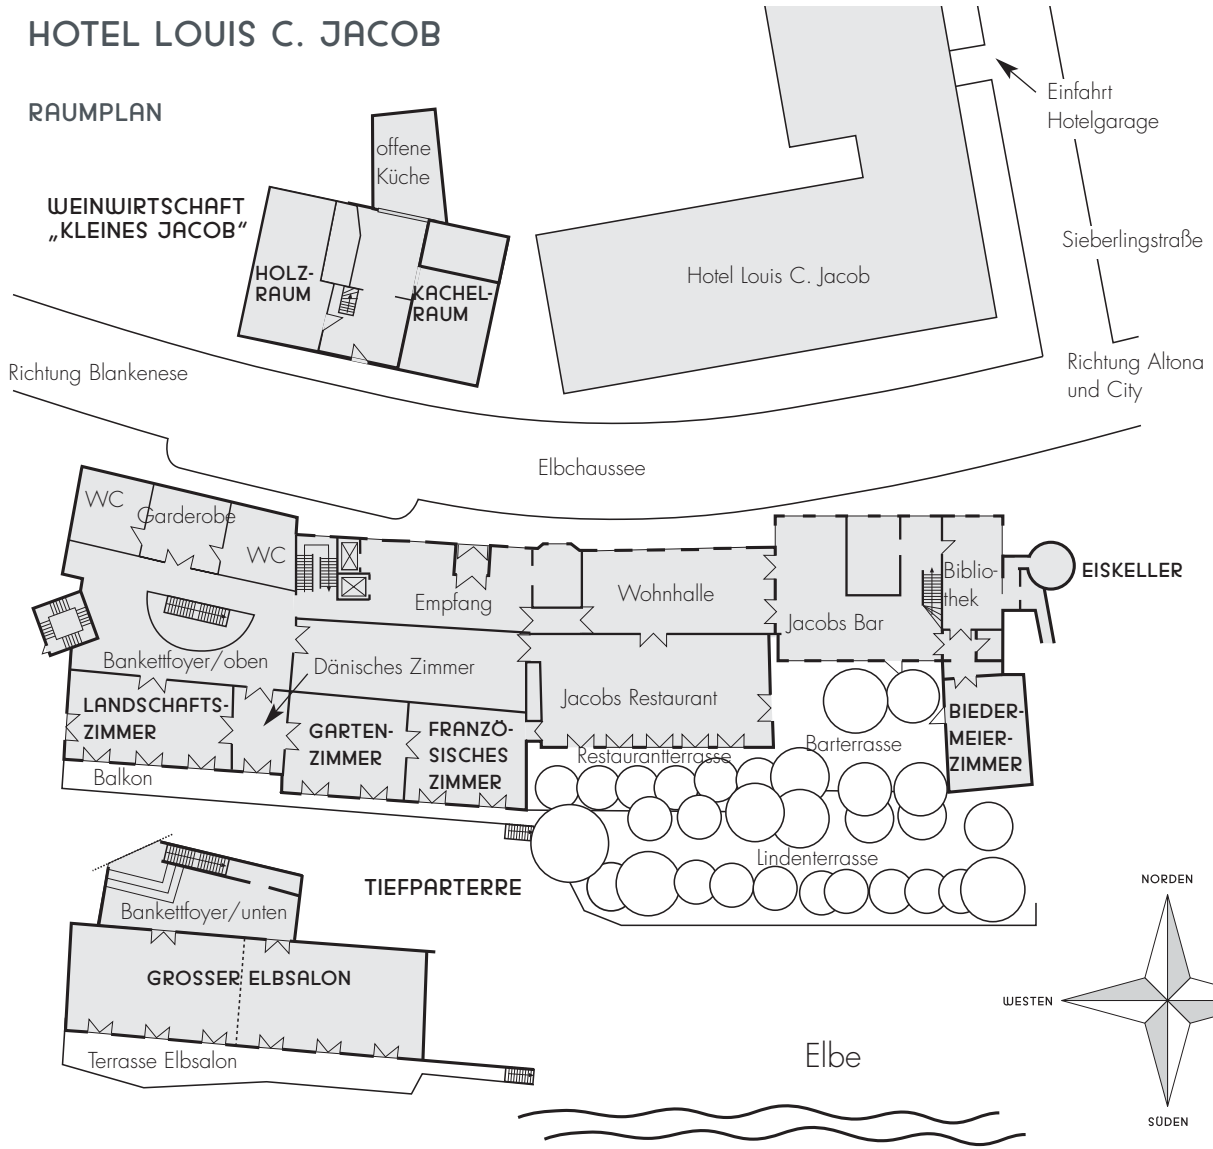 HOTEL LOUIS C. JACOB
RAUMPLAN
offene
Küche
WEINWIRTSCHAFT
„KLEINES JACOB“
HOLZ-
RAUM
KACHEL-
RAUM
Hotel Louis C. Jacob
Einfahrt
Hotelgarage
Sieberlingstraße
Richtung Altona
und City
Richtung Blankenese
Elbchaussee
WC
Garderobe
WC
Empfang
Wohnhalle
Jacobs Bar
Biblio-
thek
EISKELLER
Bankettfoyer/oben
Dänisches Zimmer
Jacobs Restaurant
LANDSCHAFTS-
ZIMMER
GARTEN-
ZIMMER
FRANZÖ-
SISCHES
ZIMMER
BIEDER-
MEIER-
ZIMMER
Balkon
Restaurantterrasse
Barterrasse
Lindenterrasse
TIEFPARTERRE
Bankettfoyer/unten
GROSSER ELBSALON
Terrasse Elbsalon
Elbe
NORDEN
WESTEN
SÜDEN